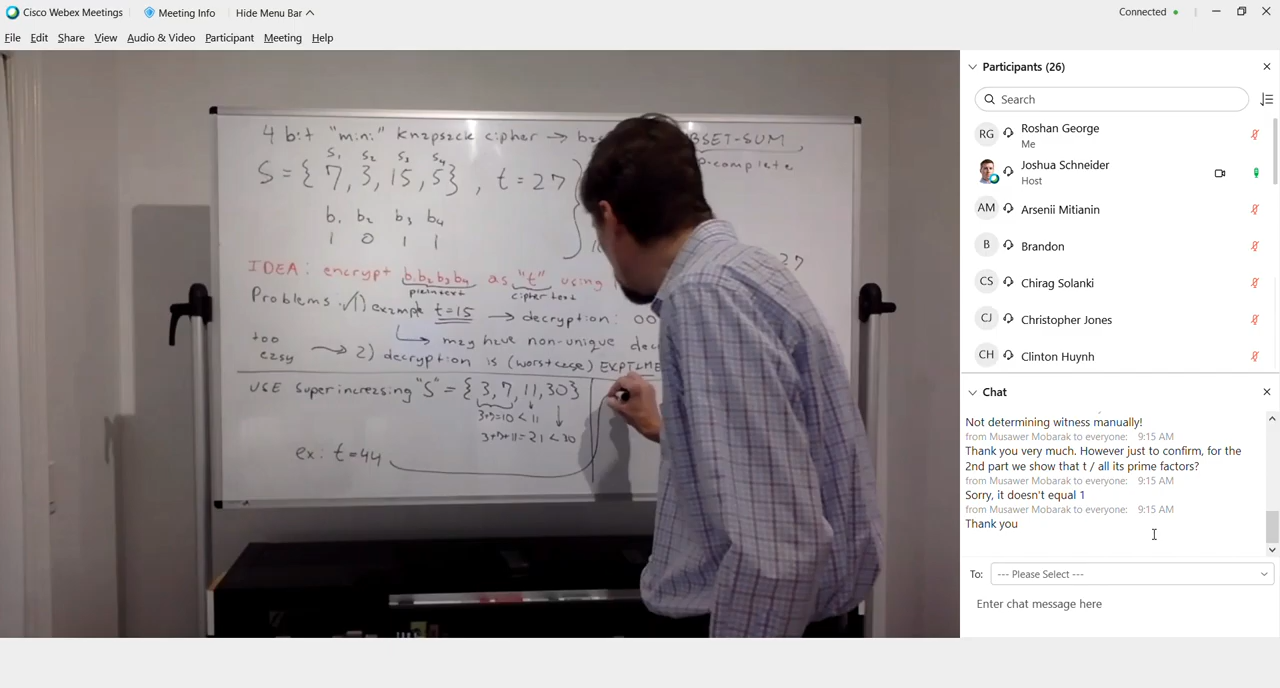 Cisco Webex Meetings Meeting Info Hide Menu Bar Connected
File Edit Share View Audio & Video Participant Meeting Help
4 bit "mini" knapsack cipher → SET-SUM
-complete
s₁ s₂ s₃ s₄
S = { 7, 3, 15, 5} , t = 27
b₁ b₂ b₃ b₄
1 0 1 1
27
IDEA: encrypt b₁b₂b₃b₄ as "t" using
plaintext ciphertext
Problems: √1) example t=15 → decryption: 00
may have non-unique
too easy → 2) decryption is (worst case) EXPTIME
USE superincreasing "S" = {3, 7, 11, 30}
3+7=10 < 11
3+7+11=21 < 30
ex: t=44
Participants (26)
Search
RG Roshan George
Me
Joshua Schneider
Host
AM Arsenii Mitianin
B Brandon
CS Chirag Solanki
CJ Christopher Jones
CH Clinton Huynh
Chat
Not determining witness manually!
from Musawer Mobarak to everyone: 9:15 AM
Thank you very much. However just to confirm, for the
2nd part we show that t / all its prime factors?
from Musawer Mobarak to everyone: 9:15 AM
Sorry, it doesn't equal 1
from Musawer Mobarak to everyone: 9:15 AM
Thank you
To: --- Please Select ---
Enter chat message here